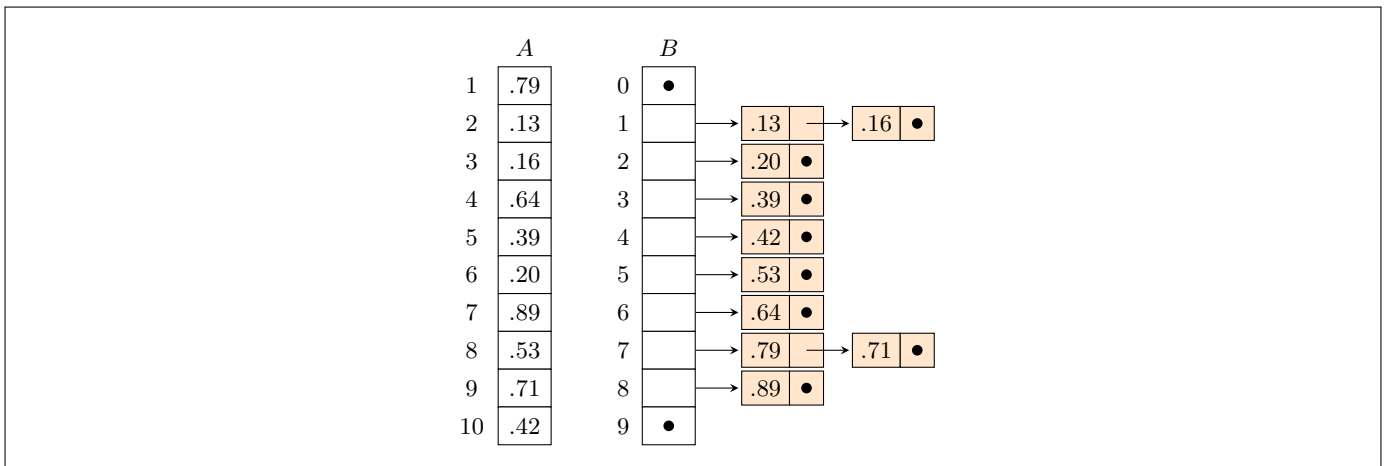 A B
1 .79 0
2 .13 1 .13 .16
3 .16 2 .20
4 .64 3 .39
5 .39 4 .42
6 .20 5 .53
7 .89 6 .64
8 .53 7 .79 .71
9 .71 8 .89
10 .42 9